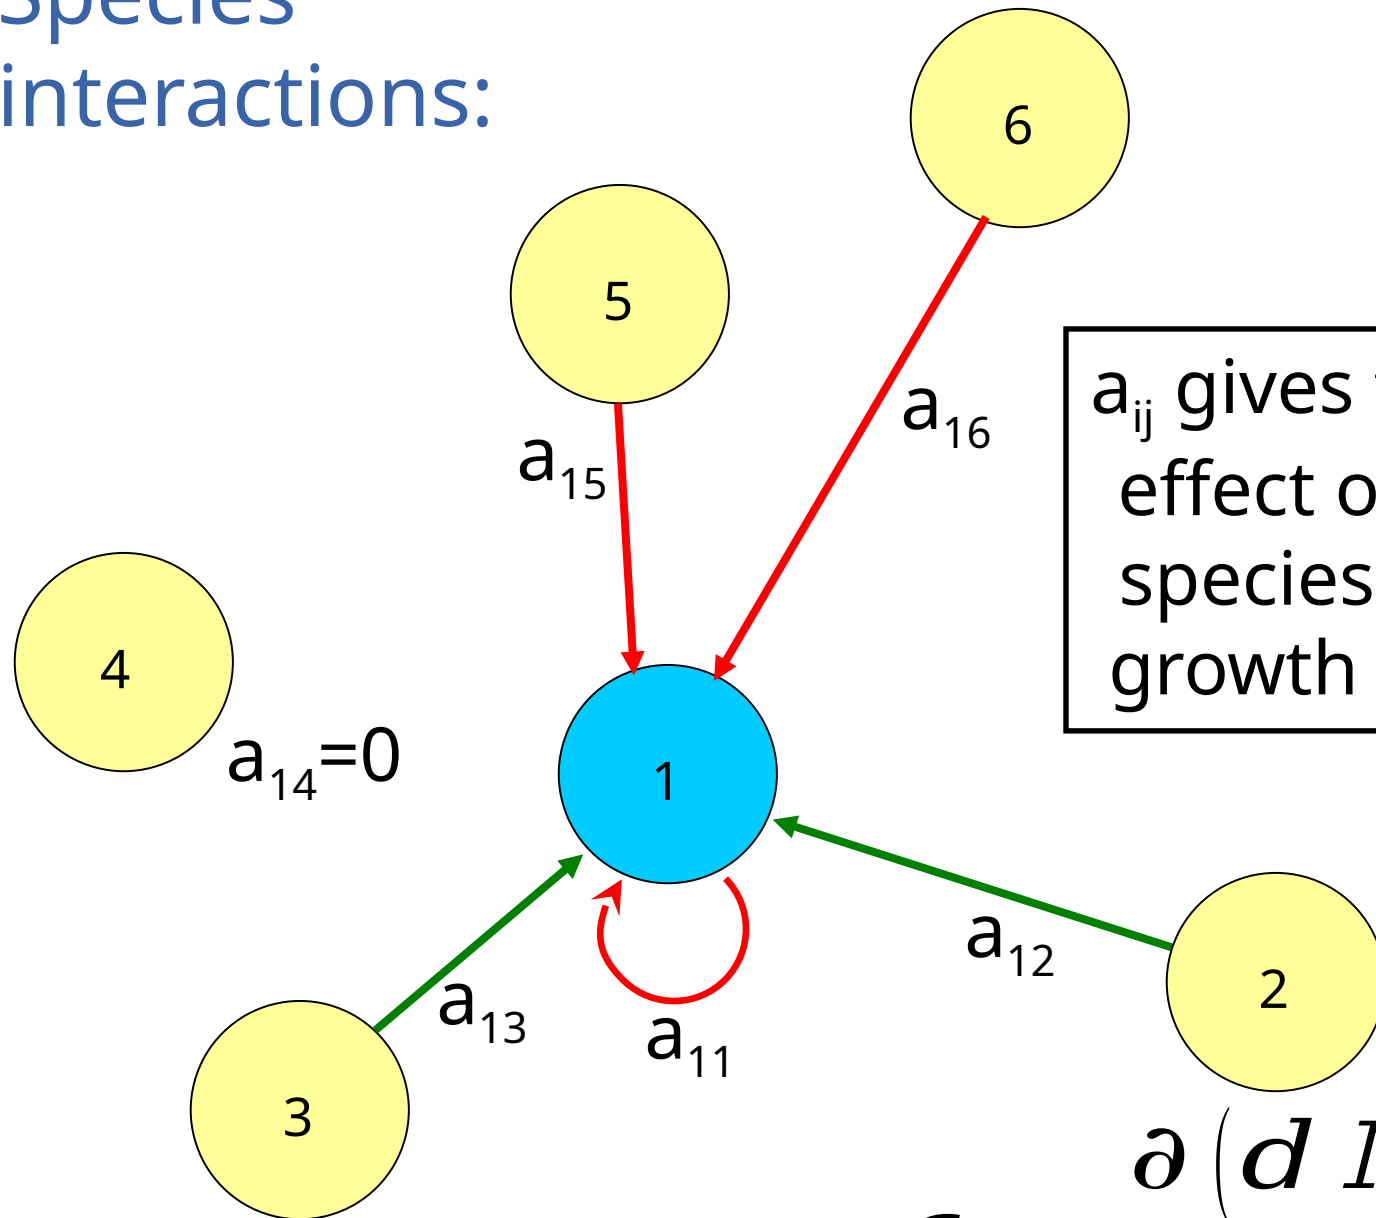 Species
interactions:
6
5
a16
a15
aij gives
effect
species
growth
4
a14=0
1
a12
2
a13
a11
3
∂(d